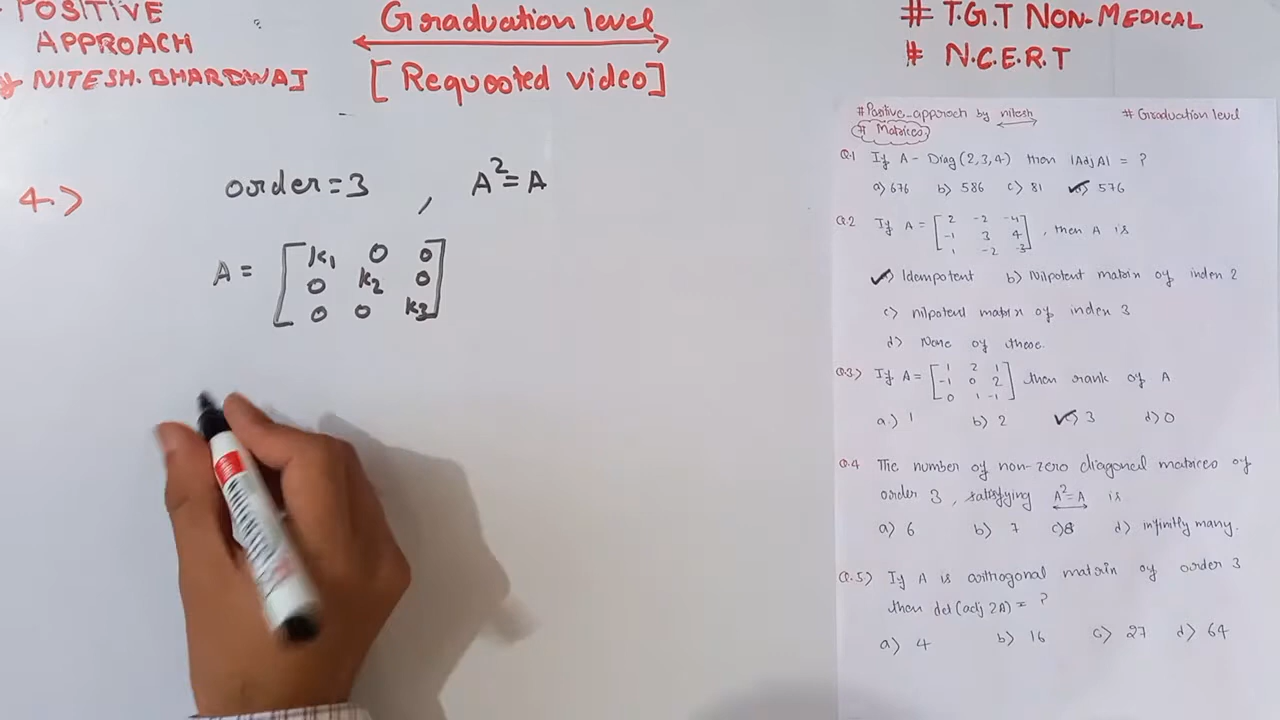 POSITIVE
APPROACH
NITESH.BHARDWAJ
Graduation level
[Requested video]
# T.G.T NON-MEDICAL
# N.C.E.R.T
4.>
order=3 , A²=A
A = [k₁ 0 0
0 k₂ 0
0 0 k₃]
#Positive_approach by nitesh #Graduation level
# Matrices
Q.1 If A - Diag(2,3,4) then |AdjA| = ?
a) 676 b) 586 c) 81 d) 576
Q.2 If A = [2 -2 -4
-1 3 4
1 -2 -3], then A is
Idempotent b) Nilpotent matrix of index 2
c) nilpotent matrix of index 3
d) None of these.
Q.3) If A = [1 2 1
-1 0 2
0 1 -1] then rank of A
a.) 1 b) 2 c) 3 d) 0
Q.4 The number of non-zero diagonal matrices of
order 3, satisfying A²=A is
a) 6 b) 7 c) 8 d) infinitly many.
Q.5) If A is orthogonal matrix of order 3
then det(adj 2A) = ?
a) 4 b) 16 c) 27 d) 64